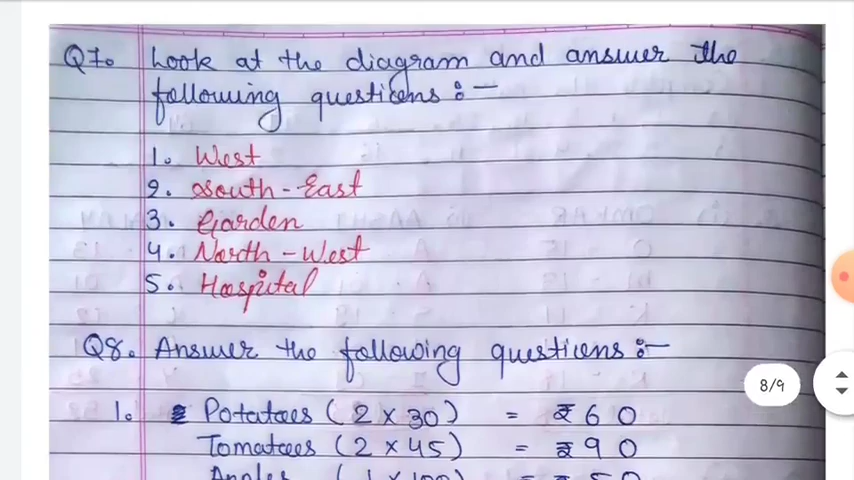 Q7. Look at the diagram and answer the
following questions :-
1. West
2. South-East
3. Garden
4. North-West
5. Hospital
Q8. Answer the following questions :-
8/9
1. Potatoes (2 x 30) = ₹60
Tomatoes (2 x 45) = ₹90